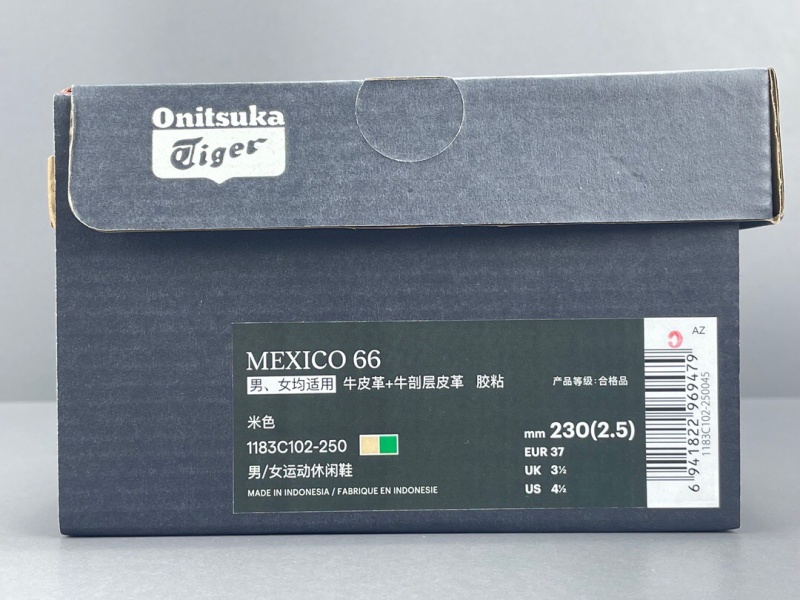 Onitsuka
Tiger
MEXICO 66
男、女均适用 牛皮革+牛剖层皮革 胶粘
产品等级：合格品
米色
1183C102-250
男/女运动休闲鞋
MADE IN INDONESIA / FABRIQUE EN INDONESIE
mm 230(2.5)
EUR 37
UK 3½
US 4½
AZ
6 941822 969479
1183C102-250045